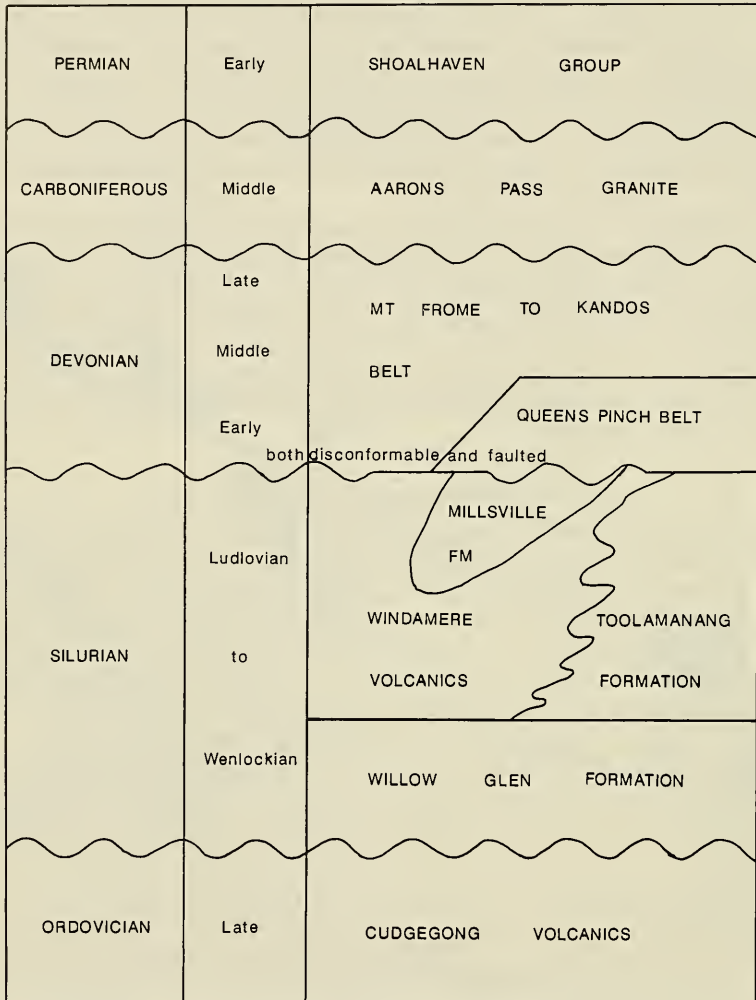 PERMIAN Early SHOALHAVEN GROUP
CARBONIFEROUS Middle AARONS PASS GRANITE
DEVONIAN
Late
Middle
Early
MT FROME TO KANDOS
BELT
QUEENS PINCH BELT
both disconformable and faulted
SILURIAN
Ludlovian
to
Wenlockian
MILLSVILLE
FM
WINDAMERE
VOLCANICS
TOOLAMANANG
FORMATION
WILLOW GLEN FORMATION
ORDOVICIAN Late CUDGEGONG VOLCANICS